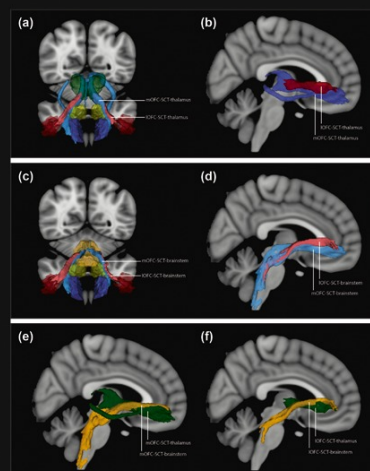 (a)
mOFC-SCT-thalamus
lOFC-SCT-thalamus
(b)
lOFC-SCT-thalamus
mOFC-SCT-thalamus
(c)
mOFC-SCT-brainstem
lOFC-SCT-brainstem
(d)
lOFC-SCT-brainstem
mOFC-SCT-brainstem
(e)
mOFC-SCT-thalamus
mOFC-SCT-brainstem
(f)
lOFC-SCT-thalamus
lOFC-SCT-brainstem